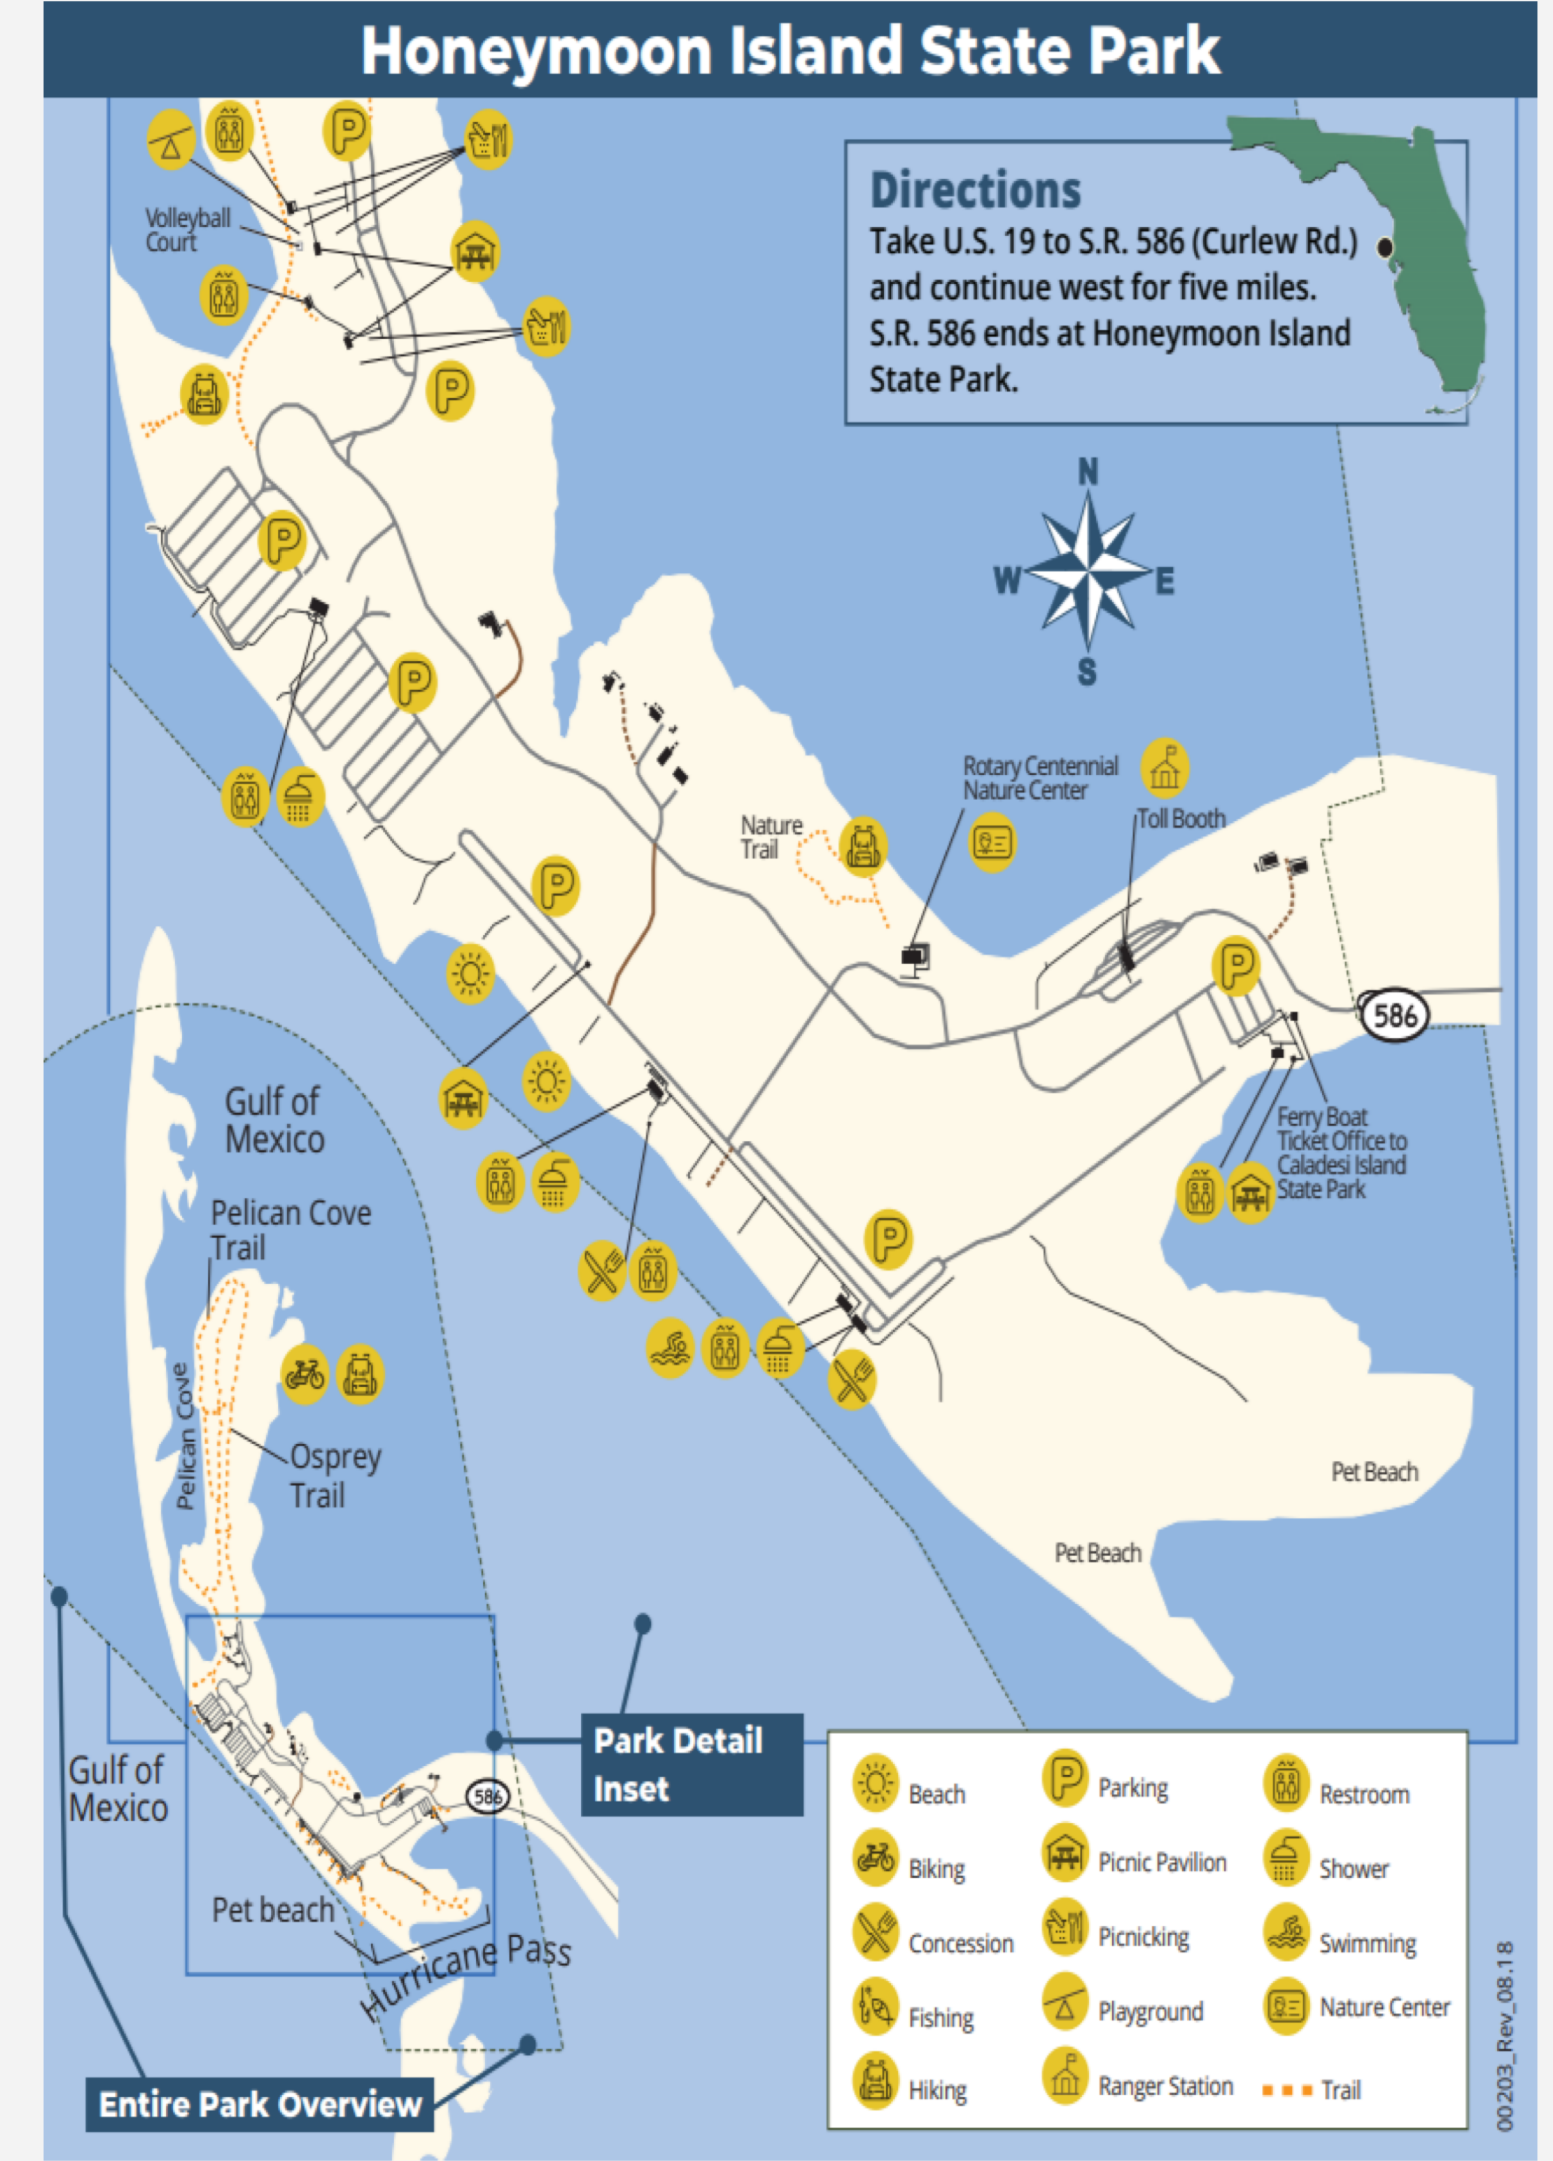 Honeymoon Island State Park
Directions
Take U.S. 19 to S.R. 586 (Curlew Rd.)
and continue west for five miles.
S.R. 586 ends at Honeymoon Island
State Park.
P
Volleyball
Court
P
N
W
E
S
P
P
Rotary Centennial
Nature Center
Toll Booth
Nature
Trail
P
P
586
Gulf of
Mexico
Ferry Boat
Ticket Office to
Caladesi Island
State Park
Pelican Cove
Trail
P
Pelican Cove
Osprey
Trail
Pet Beach
Pet Beach
Park Detail
Inset
Gulf of
Mexico
586
Pet beach
Hurricane Pass
Entire Park Overview
Beach
Biking
Concession
Fishing
Hiking
P
Parking
Picnic Pavilion
Picnicking
Playground
Ranger Station
Restroom
Shower
Swimming
Nature Center
Trail
00203_Rev_08.18